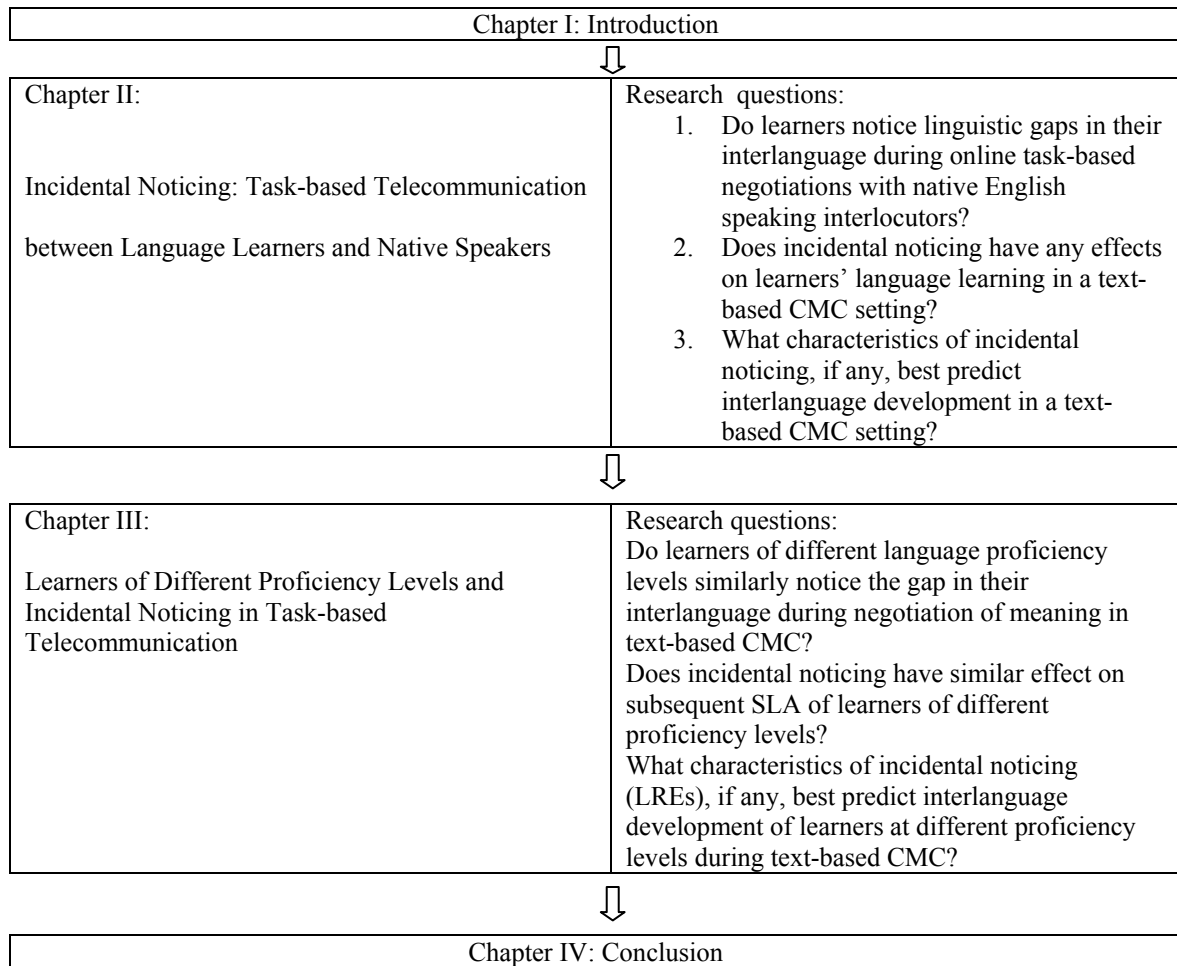 Chapter I: Introduction
Chapter II:
Incidental Noticing: Task-based Telecommunication
between Language Learners and Native Speakers
Research questions:
1. Do learners notice linguistic gaps in their
interlanguage during online task-based
negotiations with native English
speaking interlocutors?
2. Does incidental noticing have any effects
on learners’ language learning in a text-
based CMC setting?
3. What characteristics of incidental
noticing, if any, best predict
interlanguage development in a text-
based CMC setting?
Chapter III:
Learners of Different Proficiency Levels and
Incidental Noticing in Task-based
Telecommunication
Research questions:
Do learners of different language proficiency
levels similarly notice the gap in their
interlanguage during negotiation of meaning in
text-based CMC?
Does incidental noticing have similar effect on
subsequent SLA of learners of different
proficiency levels?
What characteristics of incidental noticing
(LREs), if any, best predict interlanguage
development of learners at different proficiency
levels during text-based CMC?
Chapter IV: Conclusion